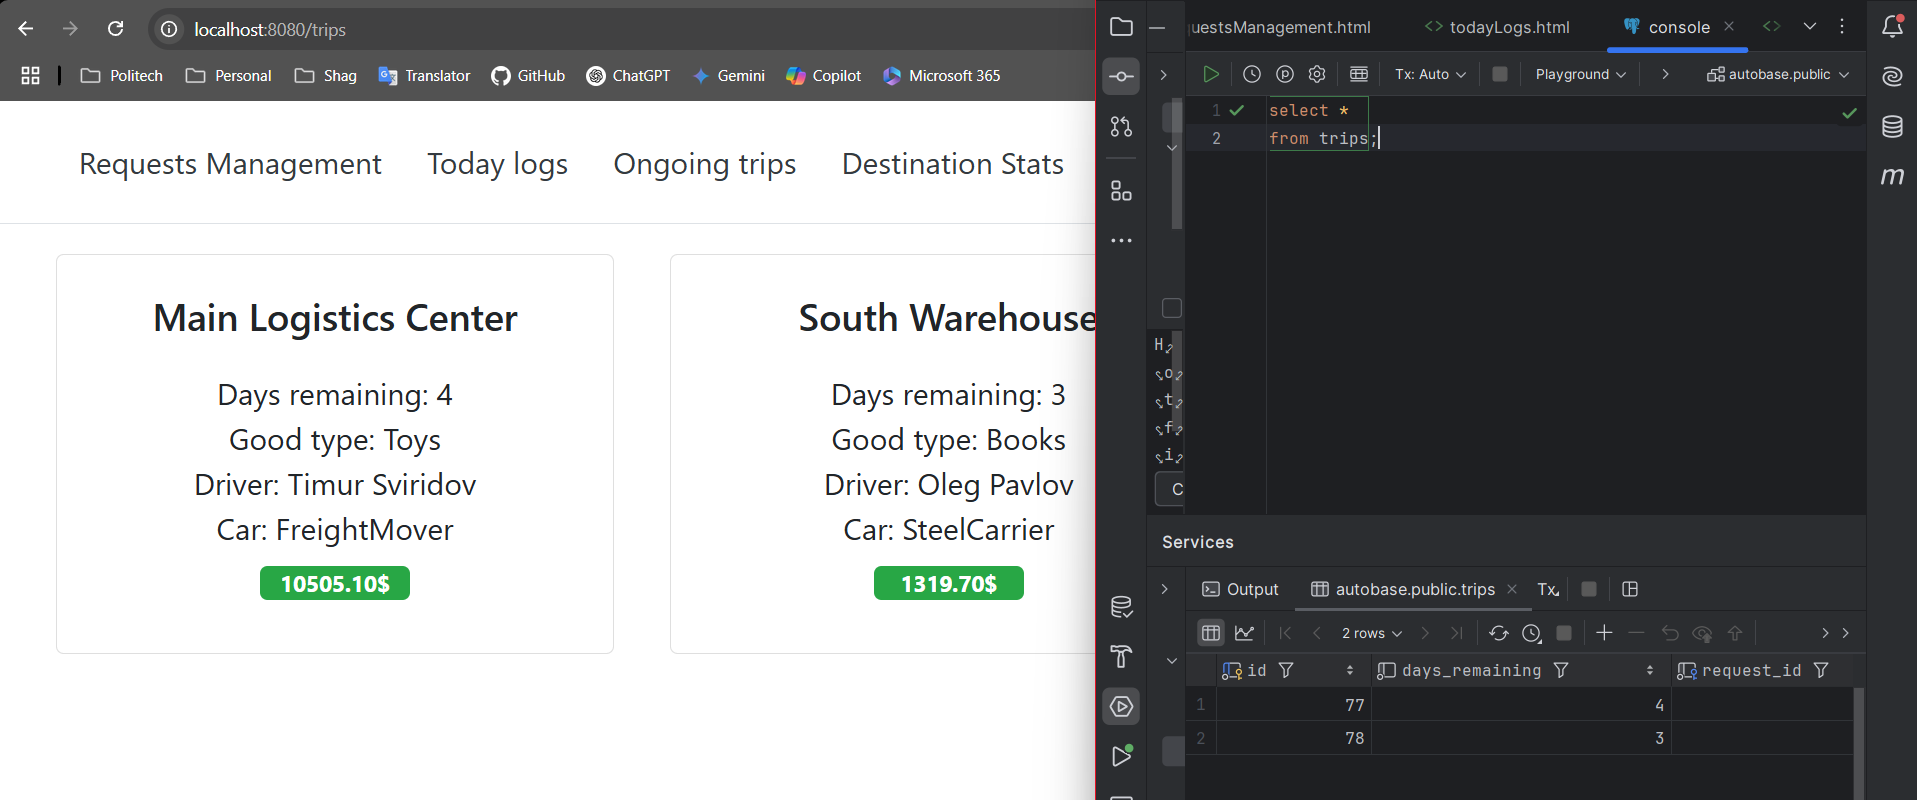 localhost:8080/trips
Politech Personal Shag Translator GitHub ChatGPT Gemini Copilot Microsoft 365
Requests Management Today logs Ongoing trips Destination Stats
Main Logistics Center
Days remaining: 4
Good type: Toys
Driver: Timur Sviridov
Car: FreightMover
10505.10$
South Warehouse
Days remaining: 3
Good type: Books
Driver: Oleg Pavlov
Car: SteelCarrier
1319.70$
uestsManagement.html <> todayLogs.html console <>
Tx: Auto Playground autobase.public
1 select *
2 from trips;
H
o
t
f
i
C
m
Services
Output autobase.public.trips Tx
2 rows
id days_remaining request_id
1 77 4
2 78 3